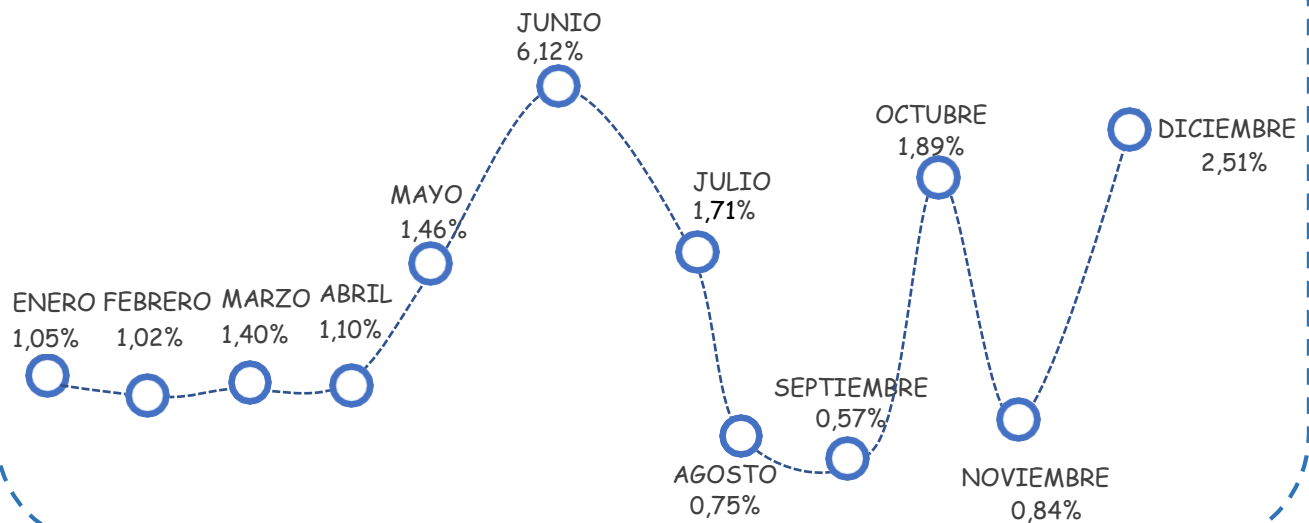 ENERO
1,05%
FEBRERO
1,02%
MARZO
1,40%
ABRIL
1,10%
MAYO
1,46%
JUNIO
6,12%
JULIO
1,71%
AGOSTO
0,75%
SEPTIEMBRE
0,57%
OCTUBRE
1,89%
NOVIEMBRE
0,84%
DICIEMBRE
2,51%